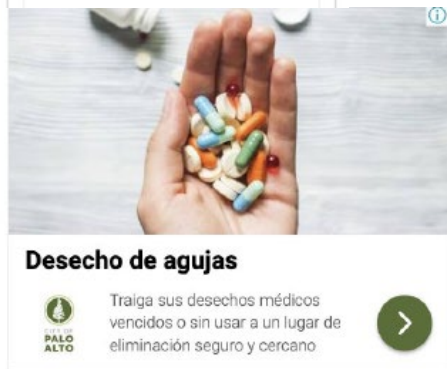 Desecho de agujas
Traiga sus desechos médicos
vencidos o sin usar a un lugar de
eliminación seguro y cercano
CITY OF
PALO
ALTO